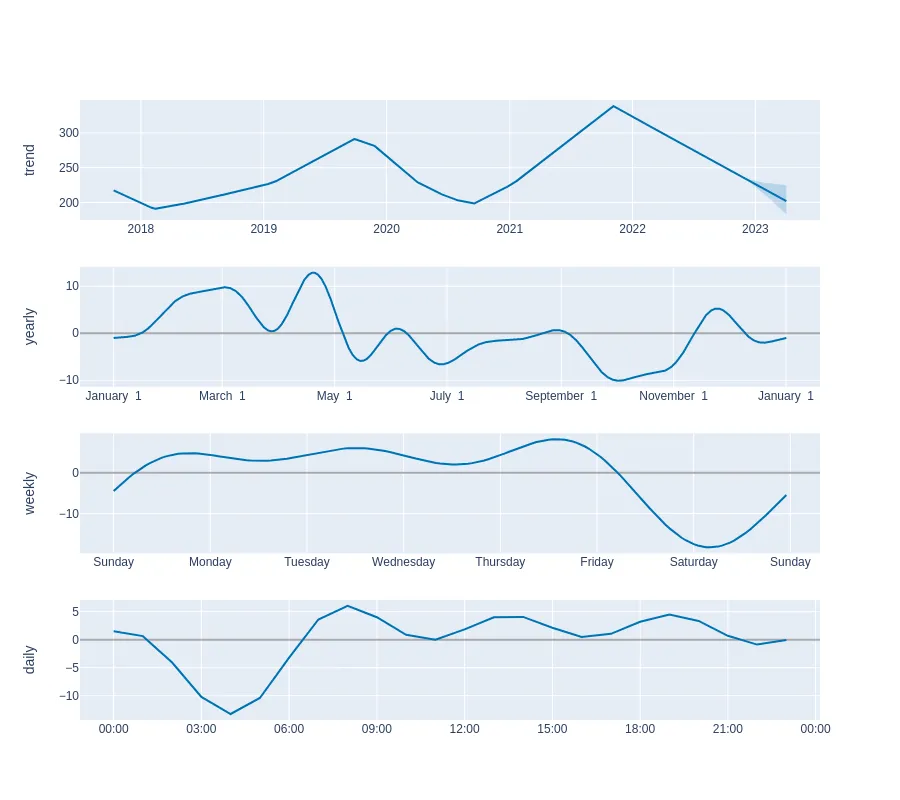 trend
300
250
200
2018 2019 2020 2021 2022 2023
yearly
10
0
−10
January 1 March 1 May 1 July 1 September 1 November 1 January 1
weekly
0
−10
Sunday Monday Tuesday Wednesday Thursday Friday Saturday Sunday
daily
5
0
−5
−10
00:00 03:00 06:00 09:00 12:00 15:00 18:00 21:00 00:00